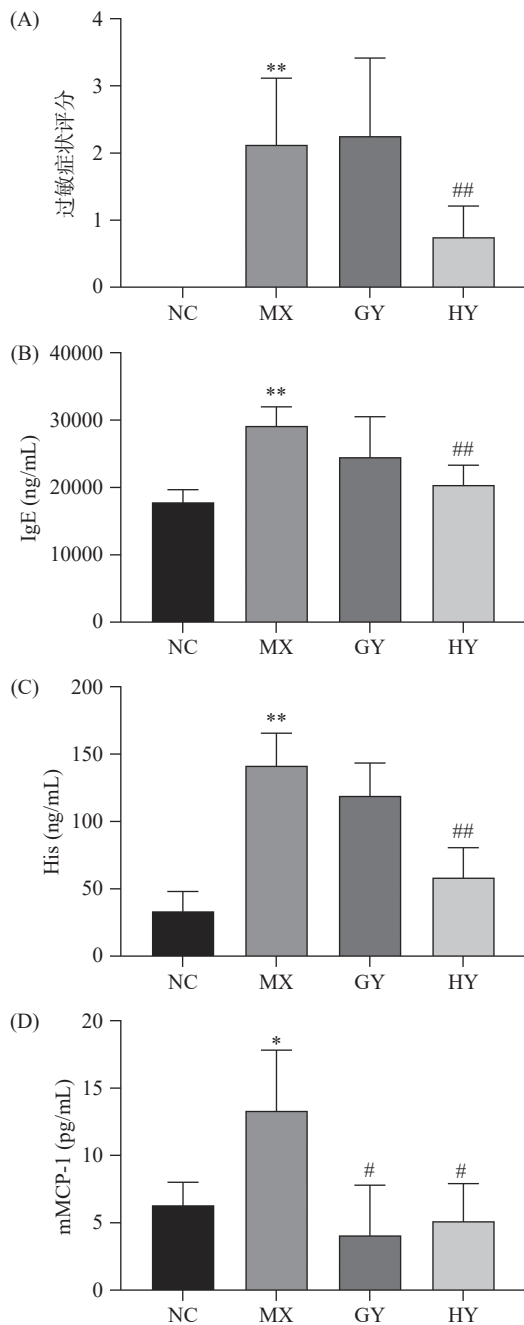 (A)
过敏症状评分
4
3
2
1
0
**
##
NC MX GY HY
(B)
IgE (ng/mL)
40000
30000
20000
10000
0
**
##
NC MX GY HY
(C)
His (ng/mL)
200
150
100
50
0
**
##
NC MX GY HY
(D)
mMCP-1 (pg/mL)
20
15
10
5
0
*
# #
NC MX GY HY